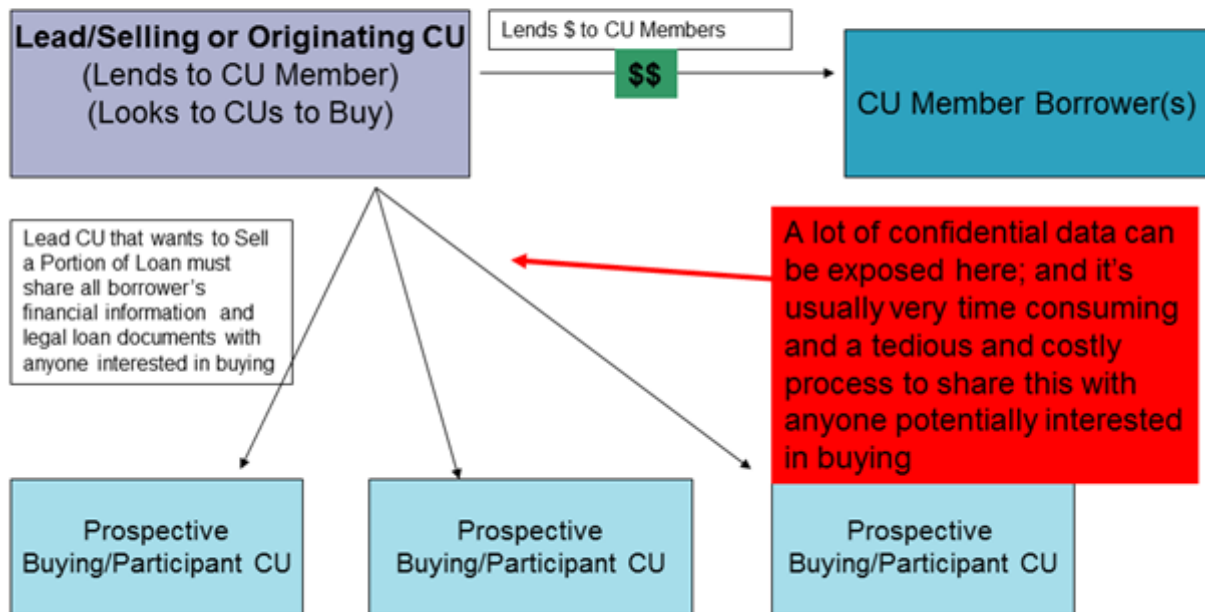 Lead/Selling or Originating CU
(Lends to CU Member)
(Looks to CUs to Buy)
Lends $ to CU Members
$$
CU Member Borrower(s)
Lead CU that wants to Sell
a Portion of Loan must
share all borrower's
financial information and
legal loan documents with
anyone interested in buying
A lot of confidential data can
be exposed here; and it's
usually very time consuming
and a tedious and costly
process to share this with
anyone potentially interested
in buying
Prospective
Buying/Participant CU
Prospective
Buying/Participant CU
Prospective
Buying/Participant CU